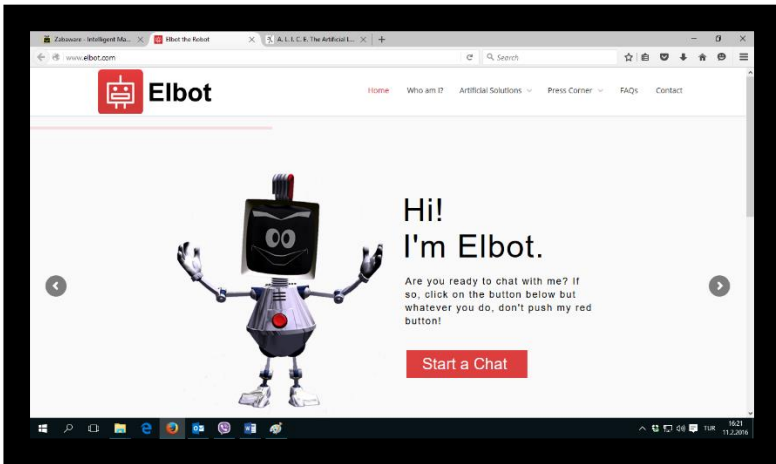 Zabaware - Intelligent Ma...
Elbot the Robot
A. L. I. C. E. The Artificial L...
www.elbot.com
Search
Elbot
Home
Who am I?
Artificial Solutions
Press Corner
FAQs
Contact
Hi!
I'm Elbot.
Are you ready to chat with me? If
so, click on the button below but
whatever you do, don't push my red
button!
Start a Chat
TUR
16:21
11.2.2016